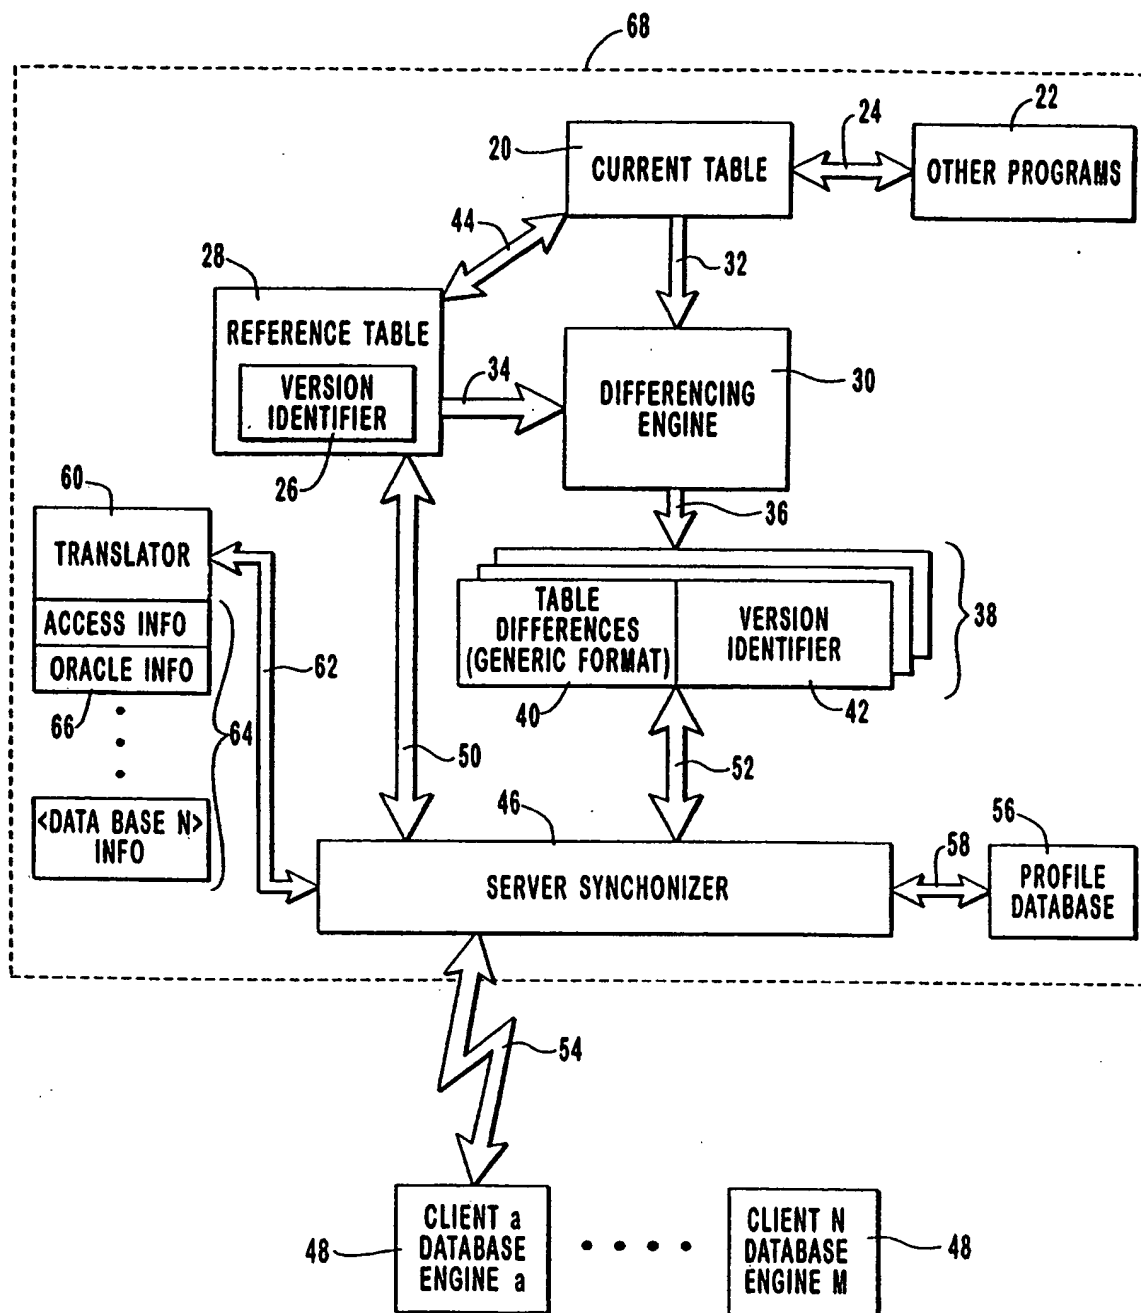 68
20
CURRENT TABLE
24
22
OTHER PROGRAMS
44
32
28
REFERENCE TABLE
VERSION
IDENTIFIER
26
34
DIFFERENCING
ENGINE
30
36
60
TRANSLATOR
ACCESS INFO
ORACLE INFO
66
64
<DATA BASE N>
INFO
62
50
TABLE
DIFFERENCES
(GENERIC FORMAT)
40
VERSION
IDENTIFIER
42
38
52
46
SERVER SYNCHONIZER
58
56
PROFILE
DATABASE
54
48
CLIENT a
DATABASE
ENGINE a
CLIENT N
DATABASE
ENGINE M
48